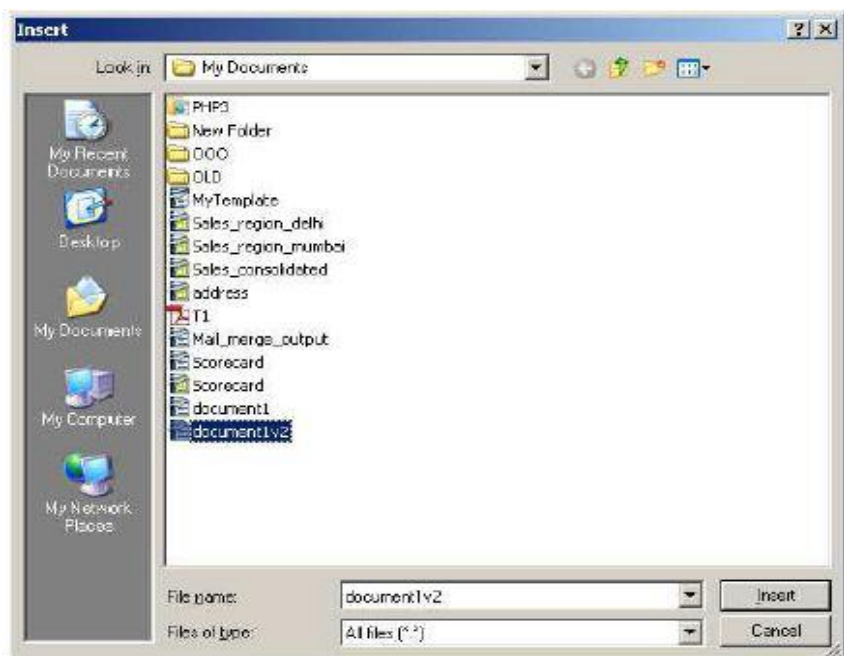 Insert
Look in:
My Documents
My Recent
Documents
Desktop
My Documents
My Computer
My Network
Places
PHP3
New Folder
OOO
OLD
MyTemplate
Sales_region_delhi
Sales_region_mumbai
Sales_consolidated
address
T1
Mail_merge_output
Scorecard
Scorecard
document1
document1v2
File name:
document1v2
Insert
Files of type:
All files (*.*)
Cancel